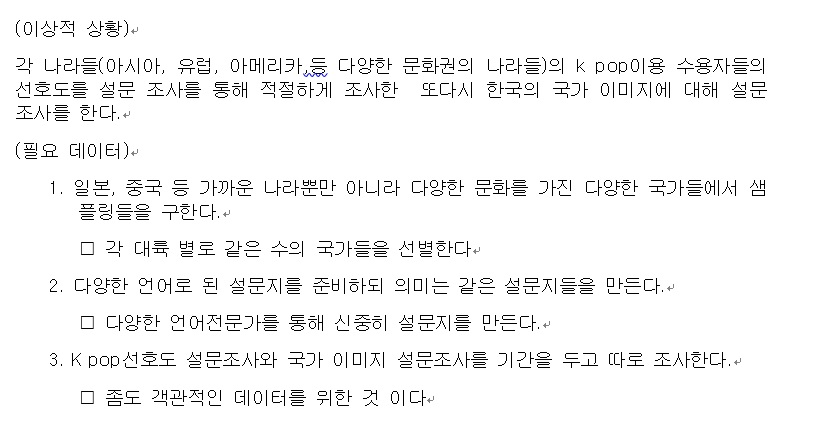 (이상적 상황)
각 나라들(아시아, 유럽, 아메리카,등 다양한 문화권의 나라들)의 K pop이용 수용자들의
선호도를 설문 조사를 통해 적절하게 조사한 또다시 한국의 국가 이미지에 대해 설문
조사를 한다.
(필요 데이터)
1. 일본, 중국 등 가까운 나라뿐만 아니라 다양한 문화를 가진 다양한 국가들에서 샘
플링들을 구한다.
□ 각 대륙 별로 같은 수의 국가들을 선별한다
2. 다양한 언어로 된 설문지를 준비하되 의미는 같은 설문지들을 만든다.
□ 다양한 언어전문가를 통해 신중히 설문지를 만든다.
3. K pop선호도 설문조사와 국가 이미지 설문조사를 기간을 두고 따로 조사한다.
□ 좀도 객관적인 데이터를 위한 것 이다